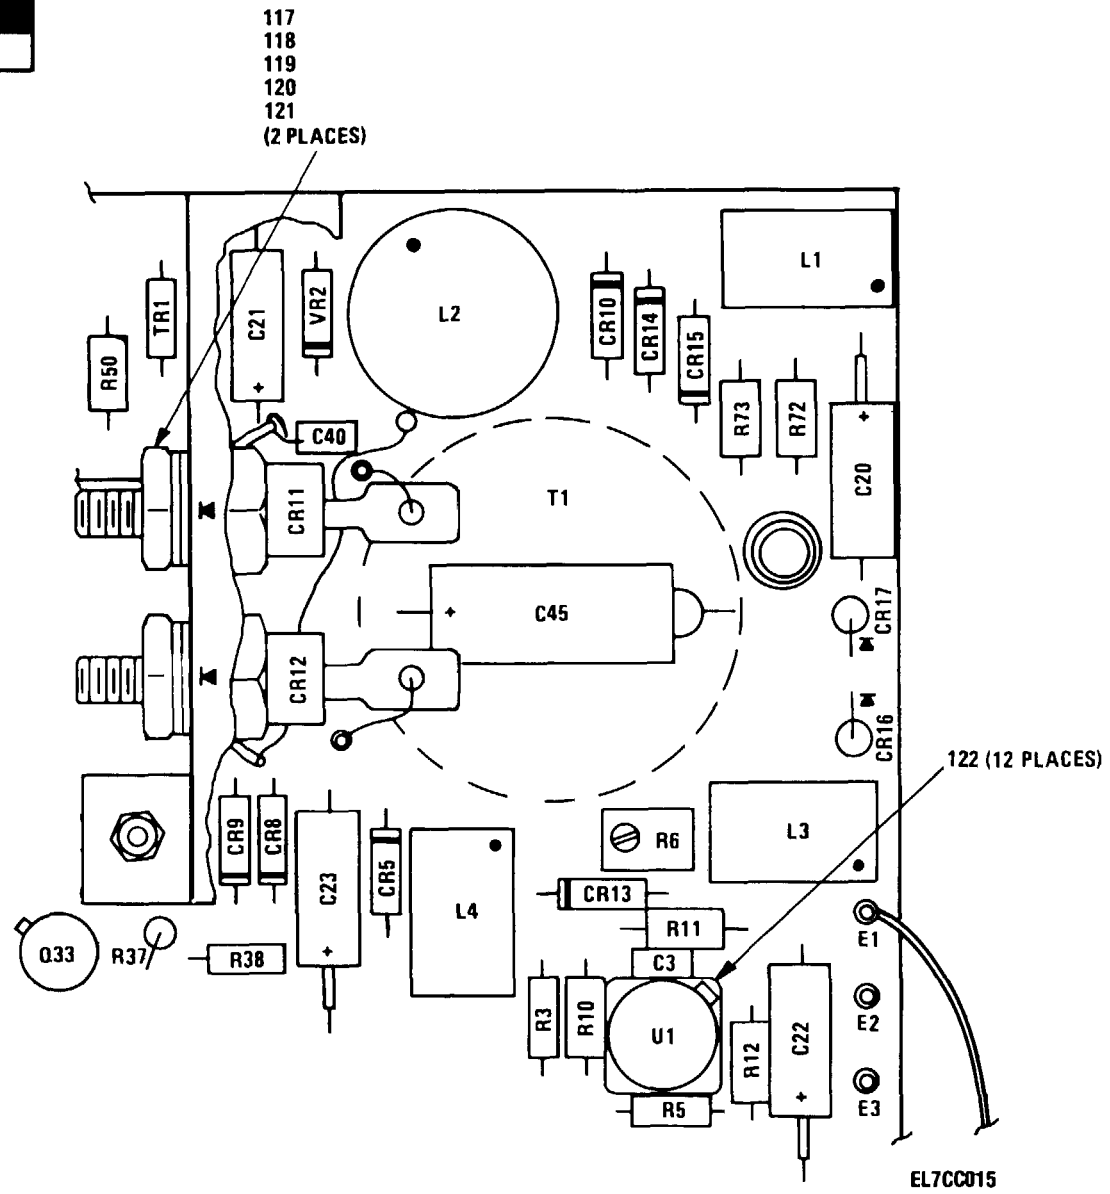 117
118
119
120
121
(2 PLACES)
L1
L2
CR10
CR14
CR15
VR2
C21
TR1
R50
R73
R72
C20
C40
CR11
T1
C45
CR17
CR12
CR16
122 (12 PLACES)
L3
R6
CR9
CR8
C23
CR5
L4
CR13
R11
E1
Q33
R37
R38
C3
R3
R10
U1
R12
C22
E2
E3
R5
EL7CC015